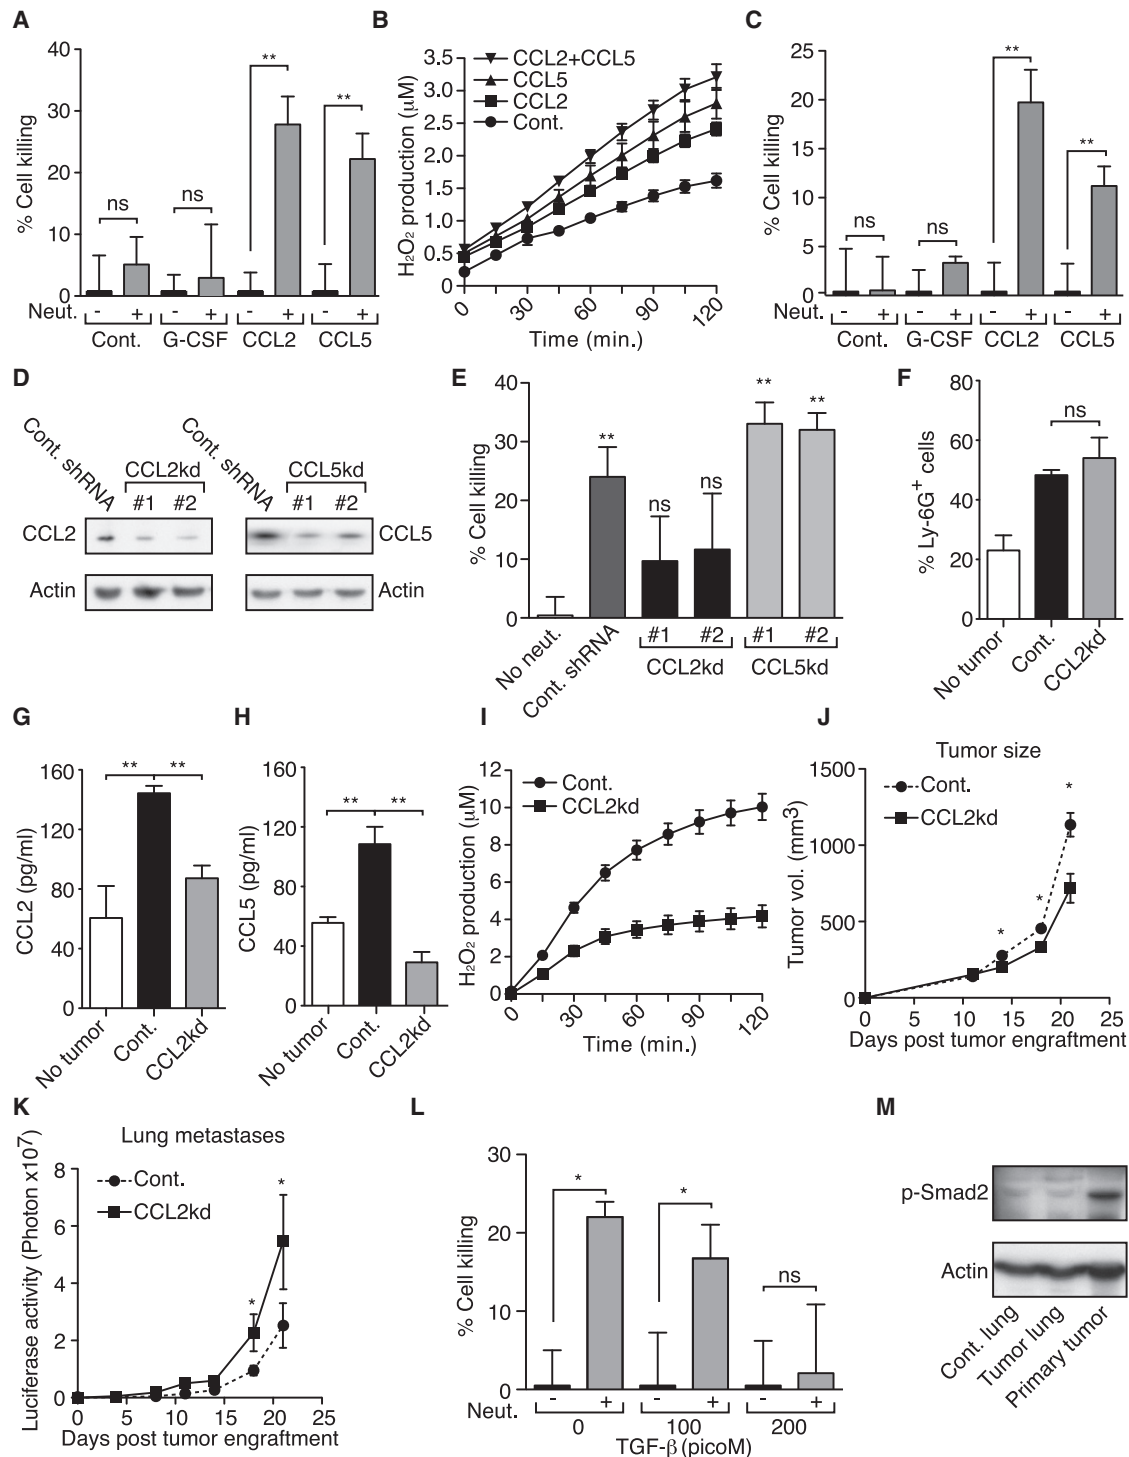 A
% Cell killing
40
30
20
10
0
ns
ns
**
**
Neut.
- + - + - + - +
Cont. G-CSF CCL2 CCL5
B
H₂O₂ production (μM)
3.5
3.0
2.5
2.0
1.5
1.0
0.5
0
CCL2+CCL5
CCL5
CCL2
Cont.
0 30 60 90 120
Time (min.)
C
% Cell killing
25
20
15
10
5
0
ns
ns
**
**
Neut.
- + - + - + - +
Cont. G-CSF CCL2 CCL5
D
Cont. shRNA
CCL2kd
#1 #2
CCL2
Actin
Cont. shRNA
CCL5kd
#1 #2
CCL5
Actin
E
% Cell killing
40
30
20
10
0
**
ns
ns
**
**
No neut.
Cont. shRNA
#1 #2 #1 #2
CCL2kd CCL5kd
F
% Ly-6G⁺ cells
80
60
40
20
0
ns
No tumor
Cont.
CCL2kd
G
CCL2 (pg/ml)
160
120
80
40
0
** **
No tumor
Cont.
CCL2kd
H
CCL5 (pg/ml)
160
120
80
40
0
** **
No tumor
Cont.
CCL2kd
I
H₂O₂ production (μM)
12
10
8
6
4
2
0
Cont.
CCL2kd
0 30 60 90 120
Time (min.)
J
Tumor size
Tumor vol. (mm3)
1500
1000
500
0
Cont.
CCL2kd
*
*
*
0 5 10 15 20 25
Days post tumor engraftment
K
Lung metastases
Luciferase activity (Photon x10⁷)
8
6
4
2
0
Cont.
CCL2kd
*
*
0 5 10 15 20 25
Days post tumor engraftment
L
% Cell killing
30
20
10
0
*
*
ns
Neut.
- + - + - +
0 100 200
TGF-β (picoM)
M
p-Smad2
Actin
Cont. lung
Tumor lung
Primary tumor